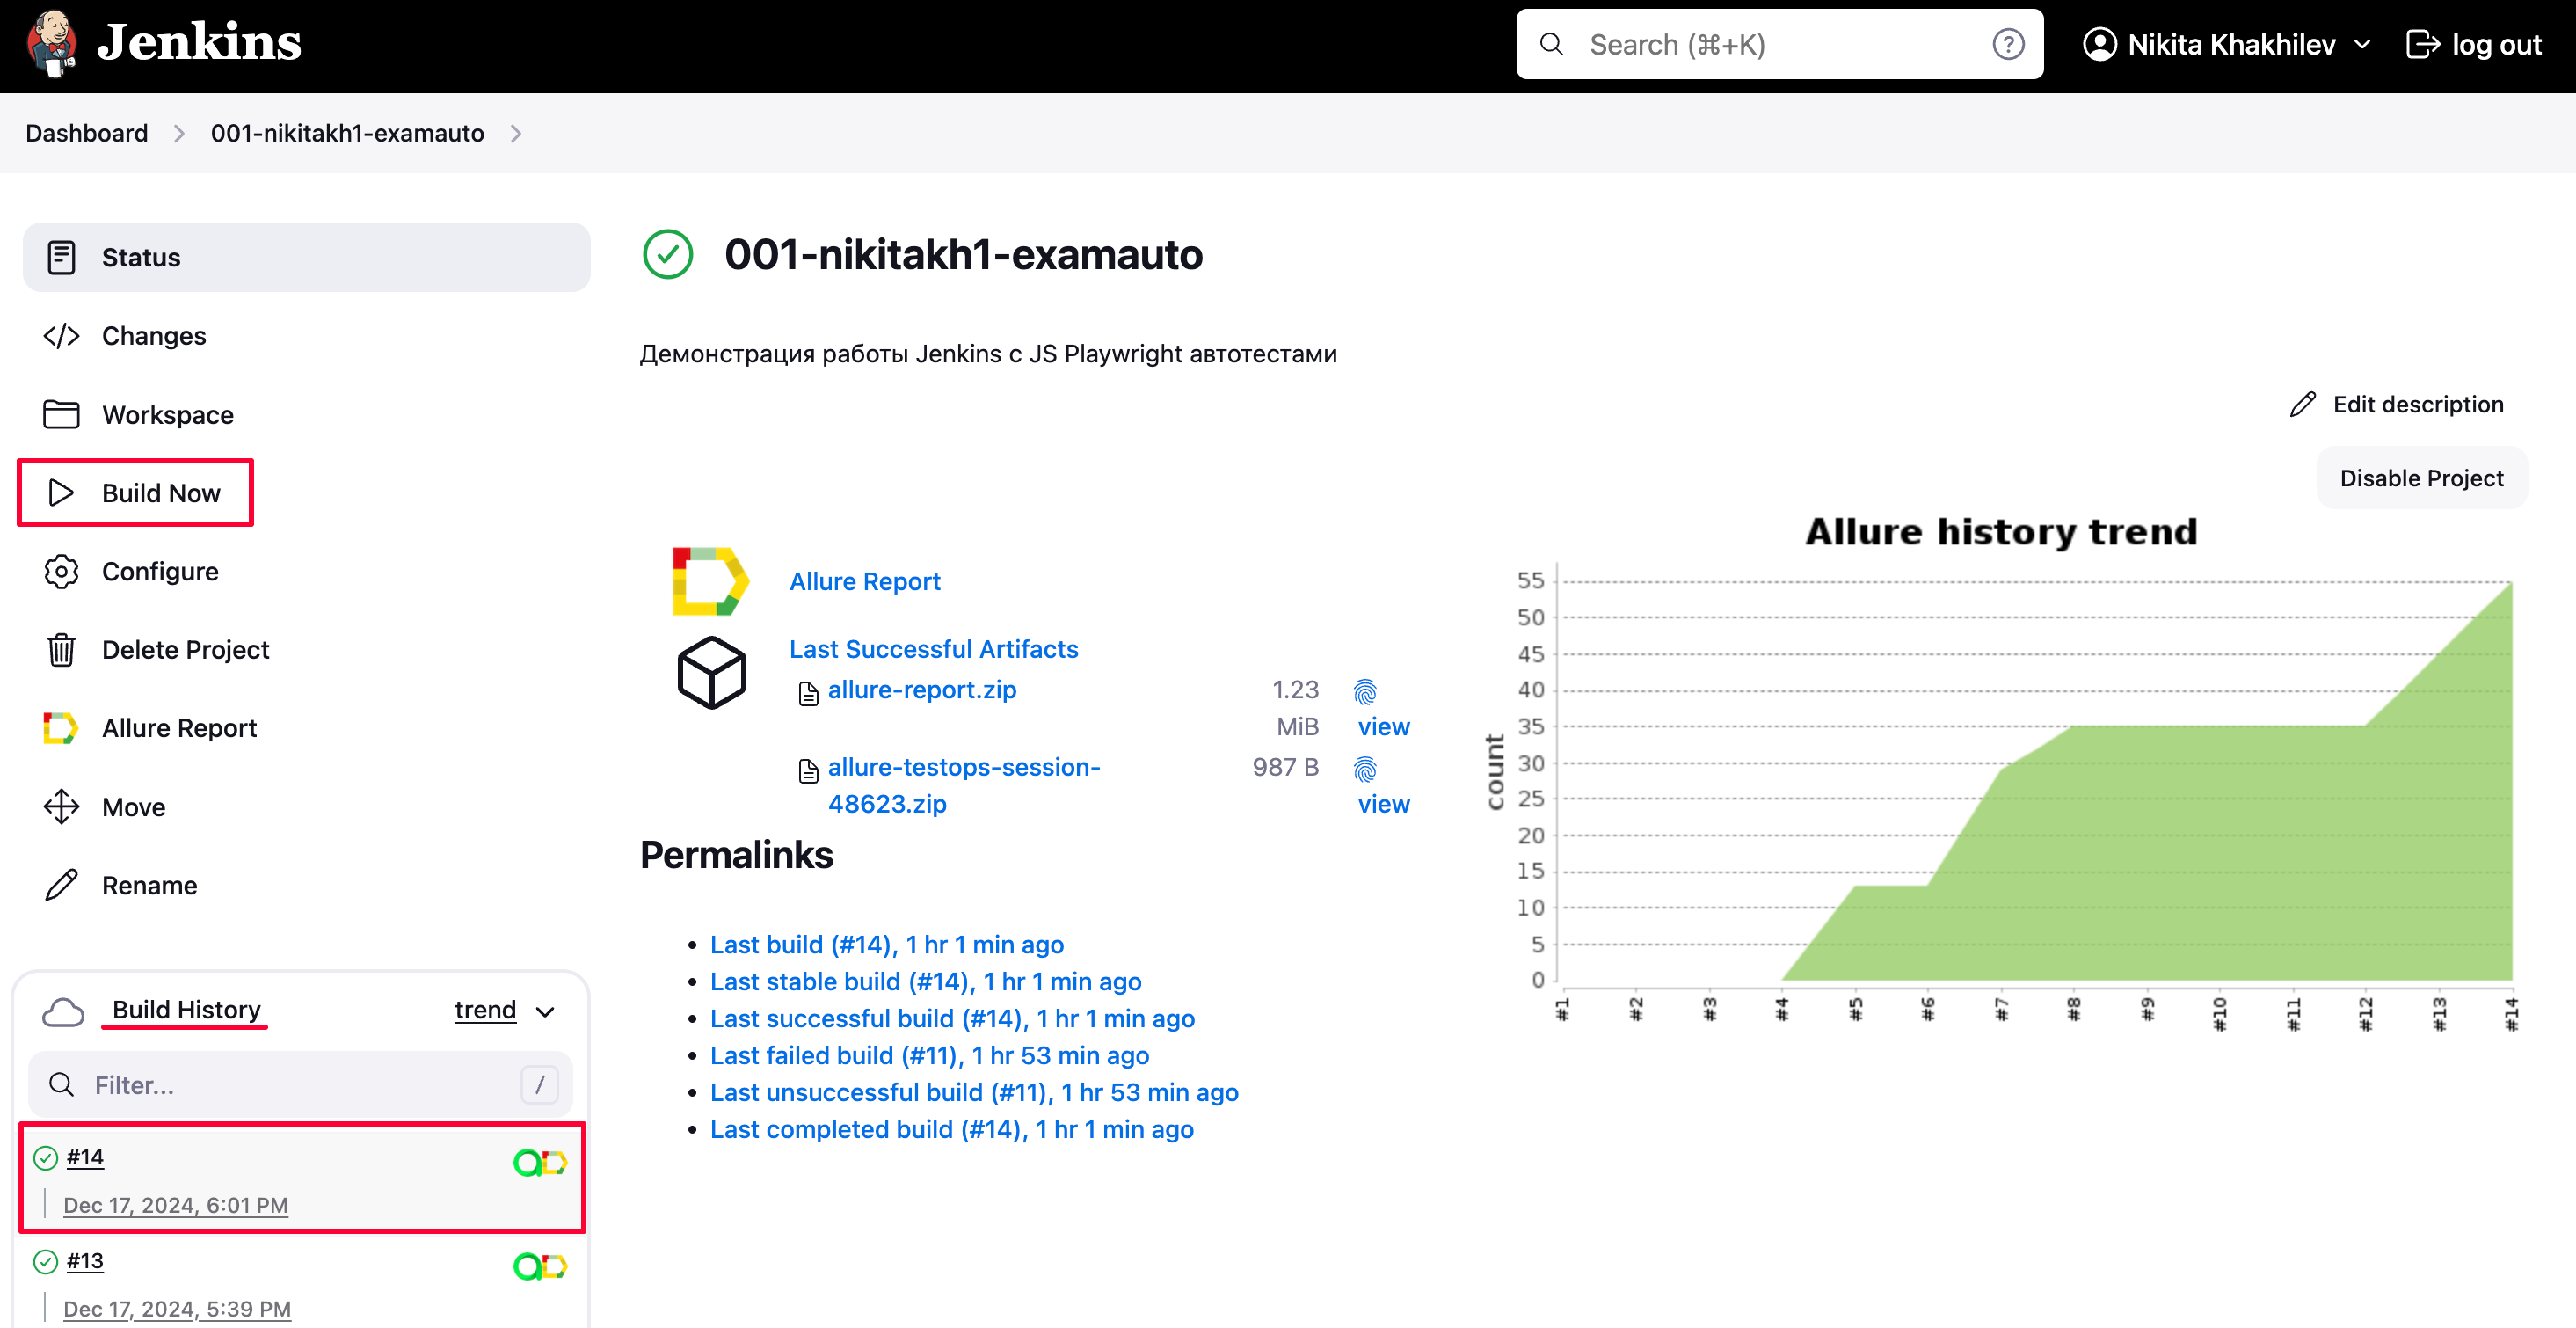 Jenkins
Search (⌘+K)
Nikita Khakhilev
log out
Dashboard
001-nikitakh1-examauto
Status
Changes
Workspace
Build Now
Configure
Delete Project
Allure Report
Move
Rename
Build History
trend
Filter...
/
#14
Dec 17, 2024, 6:01 PM
#13
Dec 17, 2024, 5:39 PM
001-nikitakh1-examauto
Демонстрация работы Jenkins с JS Playwright автотестами
Edit description
Disable Project
Allure Report
Last Successful Artifacts
allure-report.zip
1.23
MiB
view
allure-testops-session-
48623.zip
987 B
view
Permalinks
Last build (#14), 1 hr 1 min ago
Last stable build (#14), 1 hr 1 min ago
Last successful build (#14), 1 hr 1 min ago
Last failed build (#11), 1 hr 53 min ago
Last unsuccessful build (#11), 1 hr 53 min ago
Last completed build (#14), 1 hr 1 min ago
Allure history trend
count
55
50
45
40
35
30
25
20
15
10
5
0
#1
#2
#3
#4
#5
#6
#7
#8
#9
#10
#11
#12
#13
#14